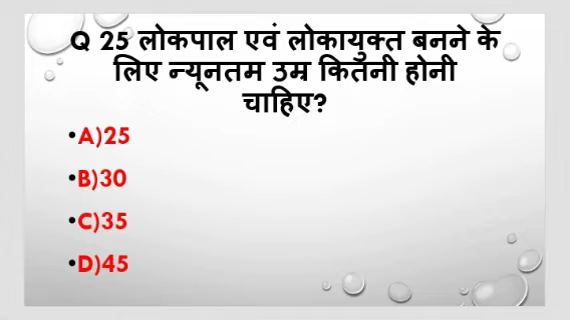 Q 25 लोकपाल एवं लोकायुक्त बनने के
लिए न्यूनतम उम्र कितनी होनी
चाहिए?
•A)25
•B)30
•C)35
•D)45